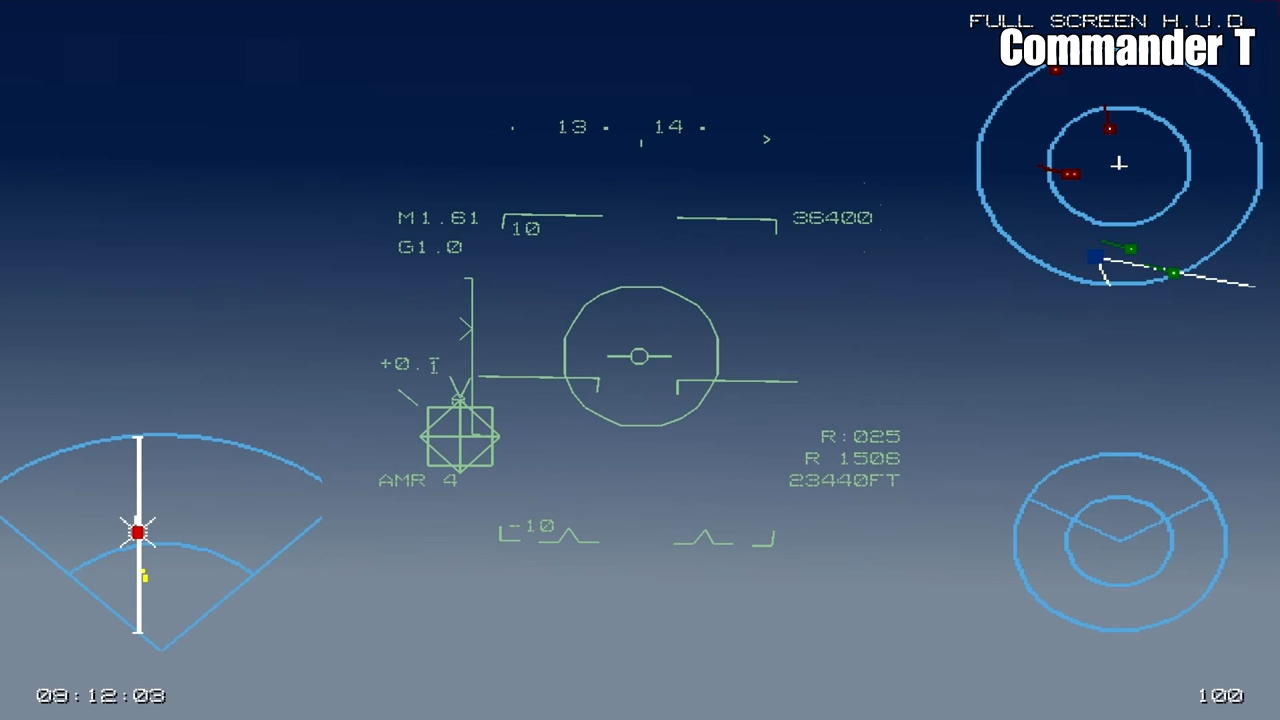 FULL SCREEN H.U.D
Commander T
13 14
M1.61
10
36400
G1.0
+0.1
R:025
R 1506
AMR 4
23440FT
-10
09:12:03
100